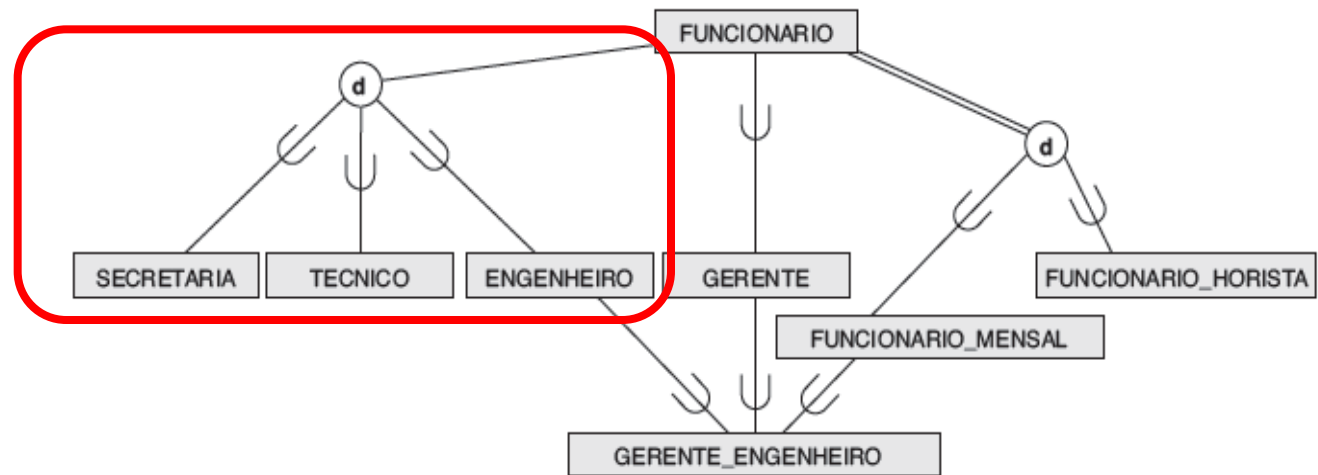 FUNCIONARIO
d
d
SECRETARIA
TECNICO
ENGENHEIRO
GERENTE
FUNCIONARIO_HORISTA
FUNCIONARIO_MENSAL
GERENTE_ENGENHEIRO